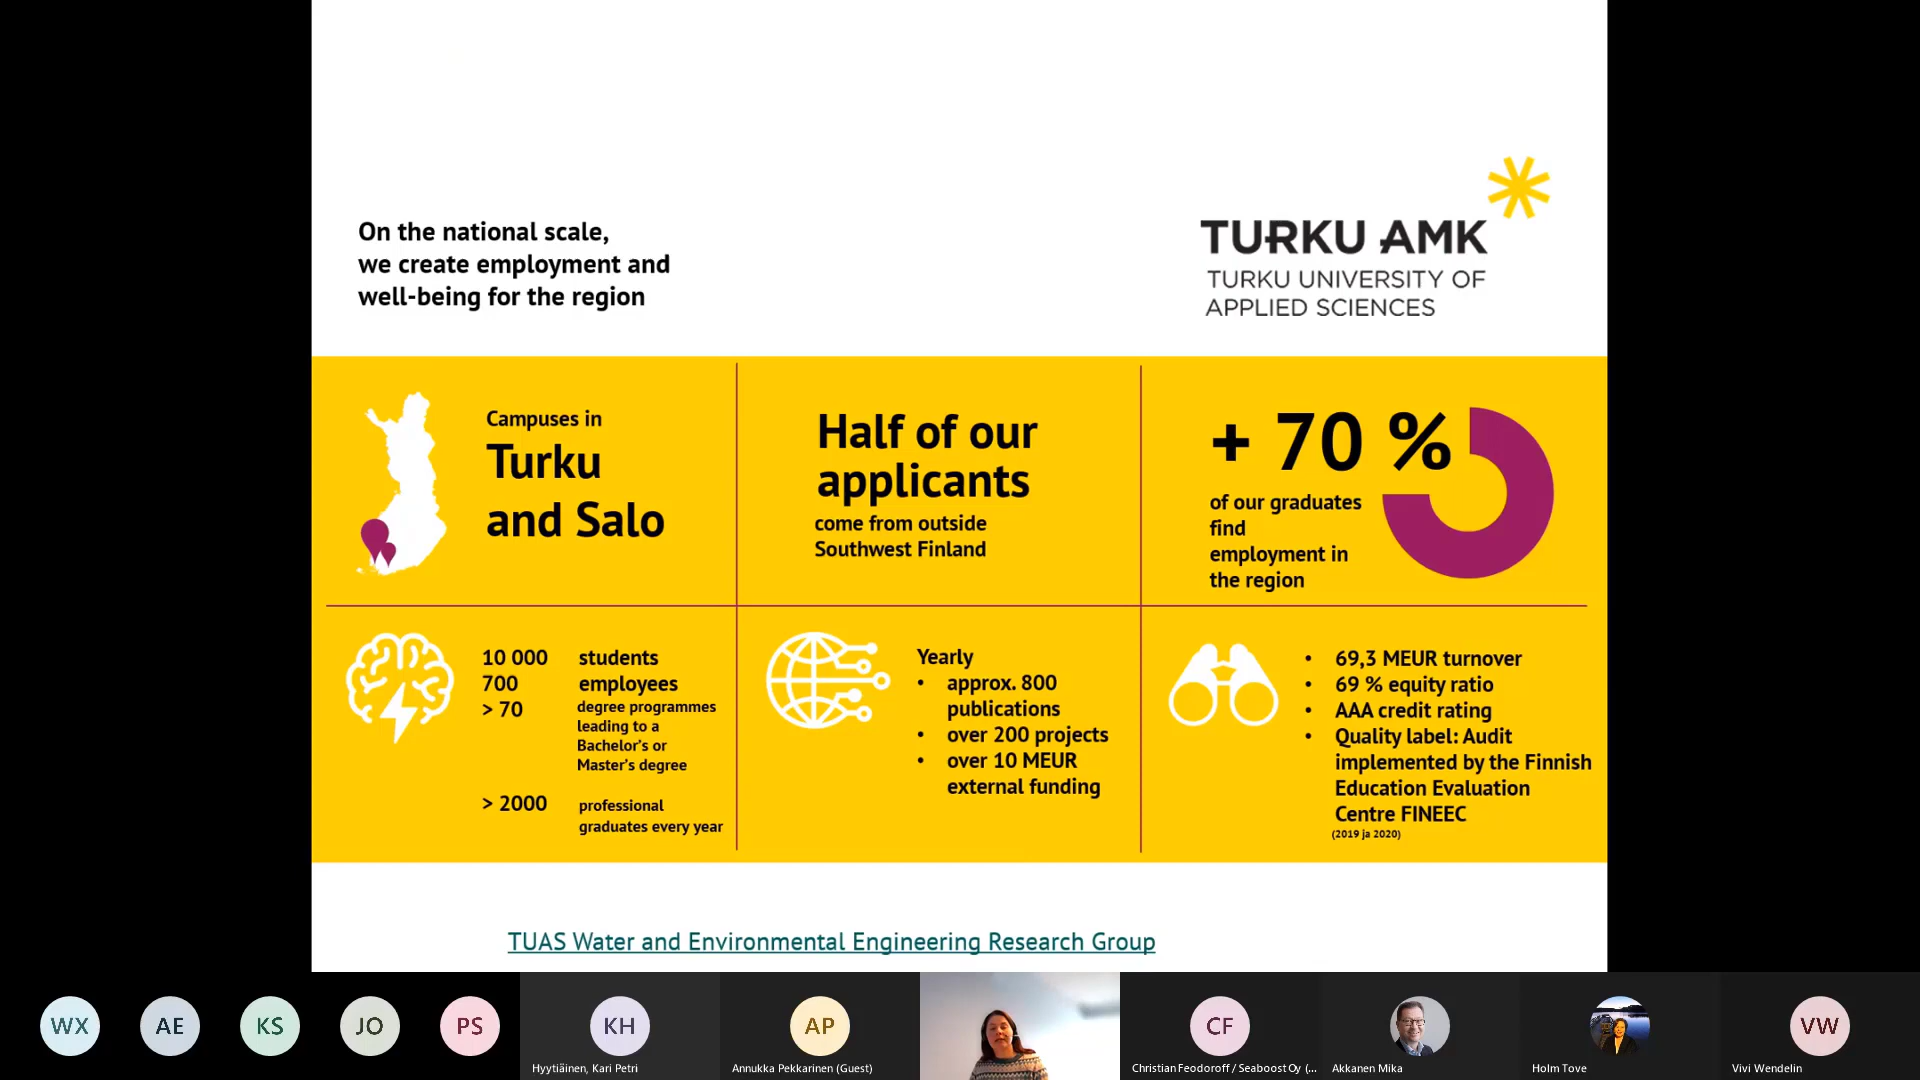 On the national scale,
we create employment and
well-being for the region
TURKU AMK
TURKU UNIVERSITY OF
APPLIED SCIENCES
Campuses in
Turku
and Salo
Half of our
applicants
come from outside
Southwest Finland
+ 70 %
of our graduates
find
employment in
the region
10 000 students
700 employees
> 70 degree programmes
leading to a
Bachelor's or
Master's degree
> 2000 professional
graduates every year
Yearly
• approx. 800
publications
• over 200 projects
• over 10 MEUR
external funding
• 69,3 MEUR turnover
• 69 % equity ratio
• AAA credit rating
• Quality label: Audit
implemented by the Finnish
Education Evaluation
Centre FINEEC
(2019 ja 2020)
TUAS Water and Environmental Engineering Research Group
WX AE KS JO PS KH AP CF VW
Hyytiäinen, Kari Petri
Annukka Pekkarinen (Guest)
Christian Feodoroff / Seaboost Oy (...
Akkanen Mika
Holm Tove
Vivi Wendelin